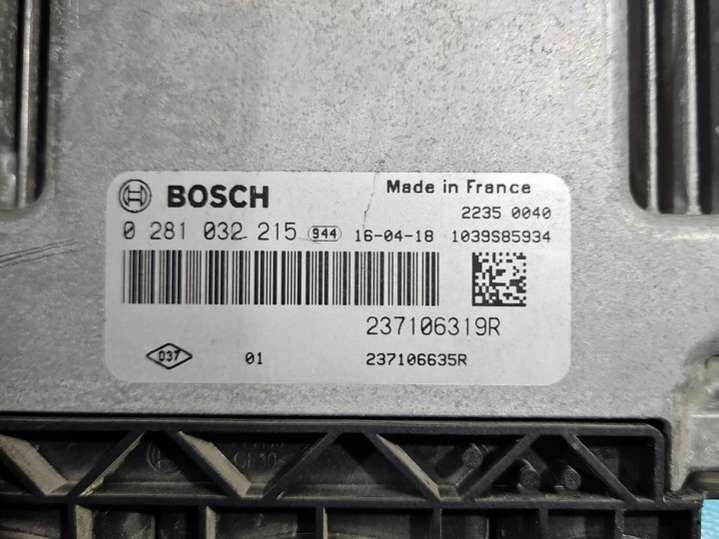 BOSCH Made in France
2235 0040
0 281 032 215 944 16-04-18 1039S85934
237106319R
037 01 237106635R